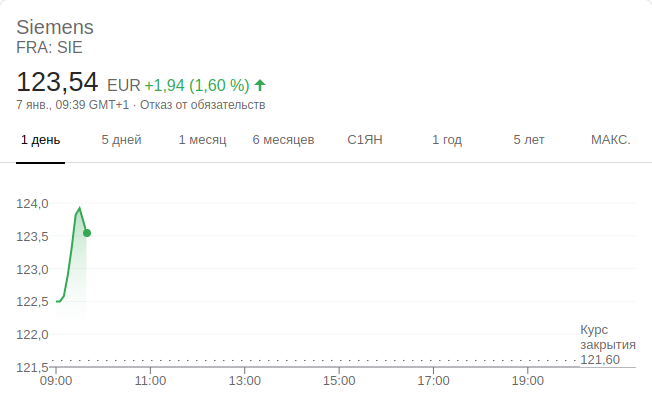 Siemens
FRA: SIE
123,54 EUR +1,94 (1,60 %)
7 янв., 09:39 GMT+1 · Отказ от обязательств
1 день 5 дней 1 месяц 6 месяцев С1ЯН 1 год 5 лет МАКС.
124,0
123,5
123,0
122,5
122,0
121,5
Курс
закрытия
121,60
09:00 11:00 13:00 15:00 17:00 19:00